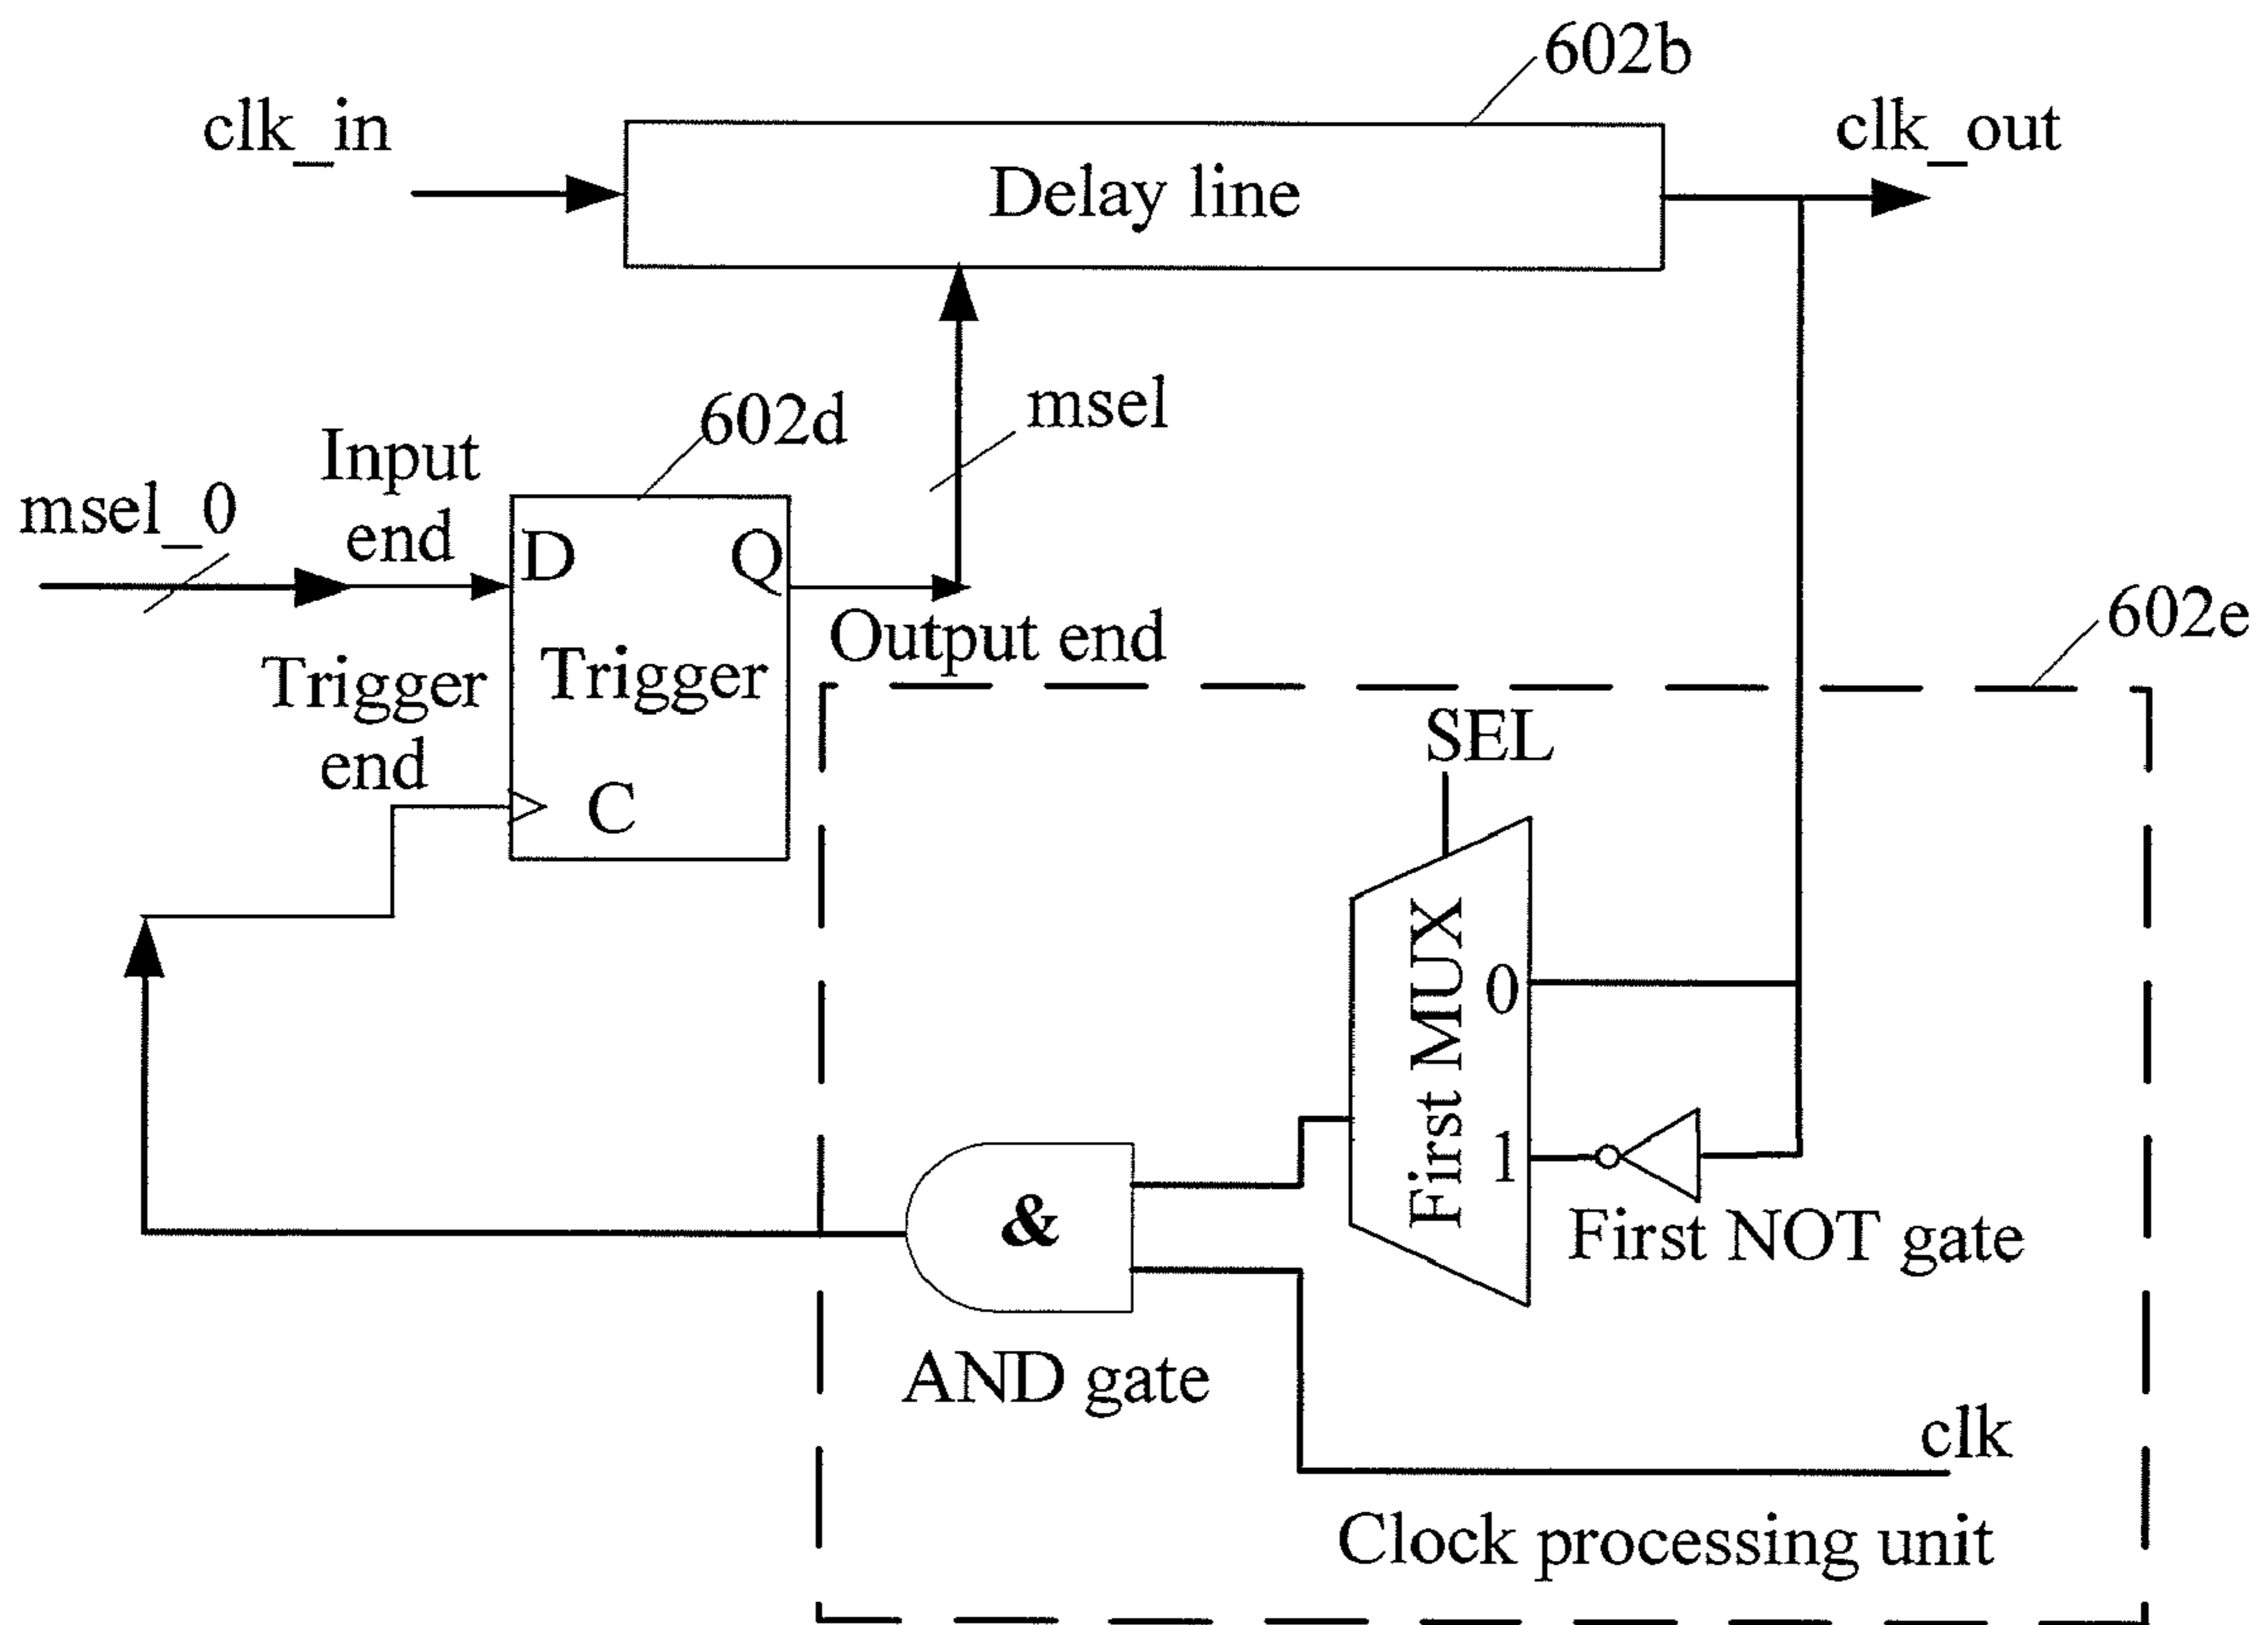 602b
clk_in
Delay line
clk_out
602d
msel
Input
end
msel_0
D
Q
Output end
602e
Trigger
end
Trigger
C
SEL
First MUX
0
1
First NOT gate
&
AND gate
clk
Clock processing unit